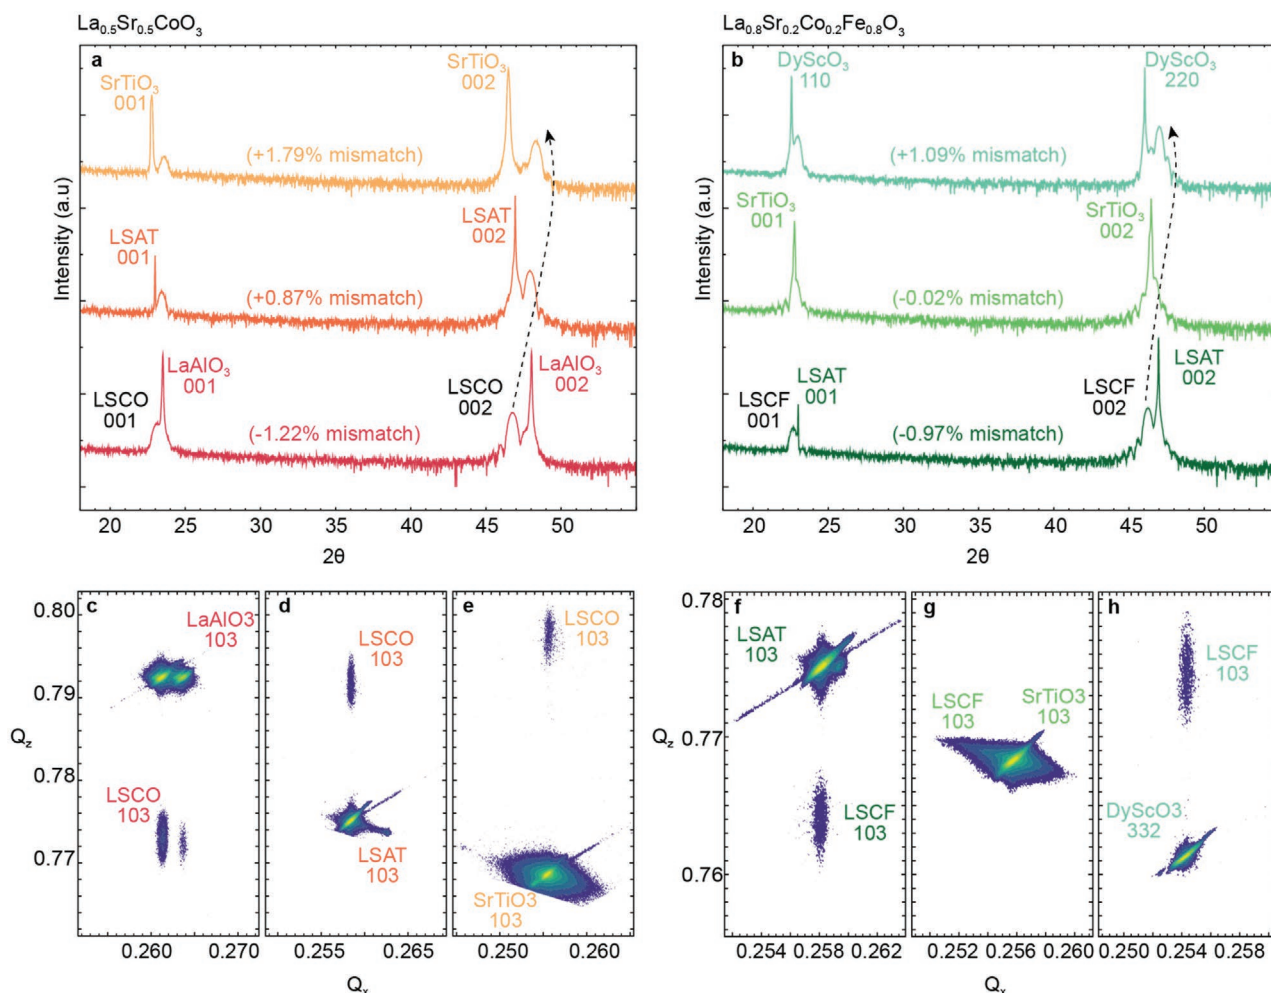 La0.5Sr0.5CoO3
a
SrTiO3
001
SrTiO3
002
(+1.79% mismatch)
LSAT
001
LSAT
002
(+0.87% mismatch)
LSCO
001
LaAlO3
001
LSCO
002
LaAlO3
002
(-1.22% mismatch)
Intensity (a.u)
20 25 30 35 40 45 50
2θ
La0.8Sr0.2Co0.2Fe0.8O3
b
DyScO3
110
DyScO3
220
(+1.09% mismatch)
SrTiO3
001
SrTiO3
002
(-0.02% mismatch)
LSCF
001
LSAT
001
LSCF
002
LSAT
002
(-0.97% mismatch)
Intensity (a.u)
20 25 30 35 40 45 50
2θ
c
LaAlO3
103
LSCO
103
0.80
0.79
0.78
0.77
Qz
0.260 0.270
d
LSCO
103
LSAT
103
0.255 0.265
e
LSCO
103
SrTiO3
103
0.250 0.260
Qx
f
LSAT
103
LSCF
103
0.78
0.77
0.76
Qz
0.254 0.258 0.262
g
LSCF
103
SrTiO3
103
0.252 0.256 0.260
h
LSCF
103
DyScO3
332
0.250 0.254 0.258
Qx